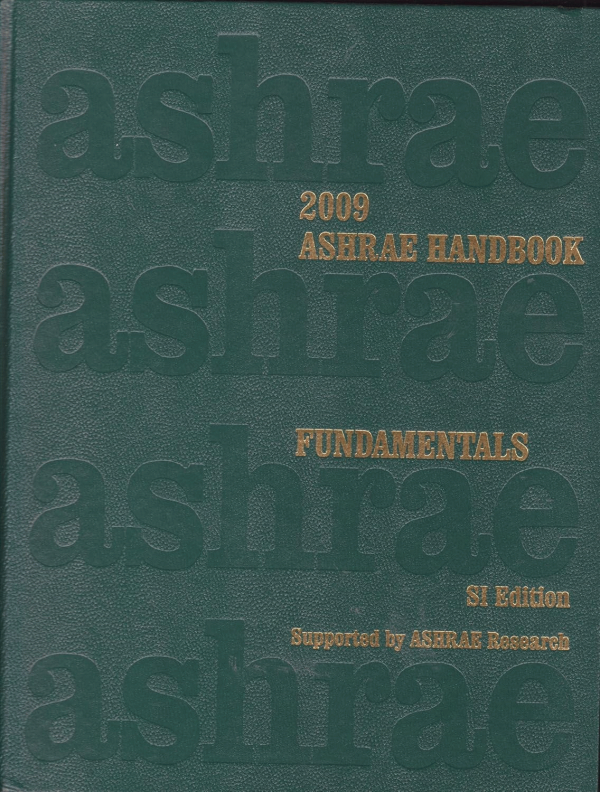 ashrae
2009
ASHRAE HANDBOOK
ashrae
FUNDAMENTALS
ashrae
SI Edition
Supported by ASHRAE Research
ashrae